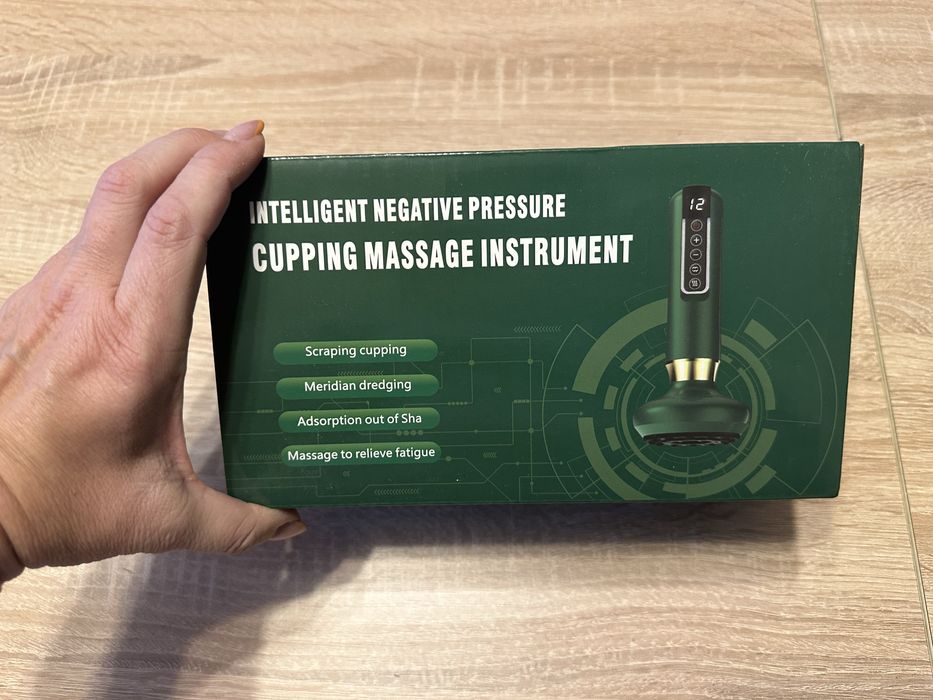 INTELLIGENT NEGATIVE PRESSURE
CUPPING MASSAGE INSTRUMENT
12
Scraping cupping
Meridian dredging
Adsorption out of Sha
Massage to relieve fatigue